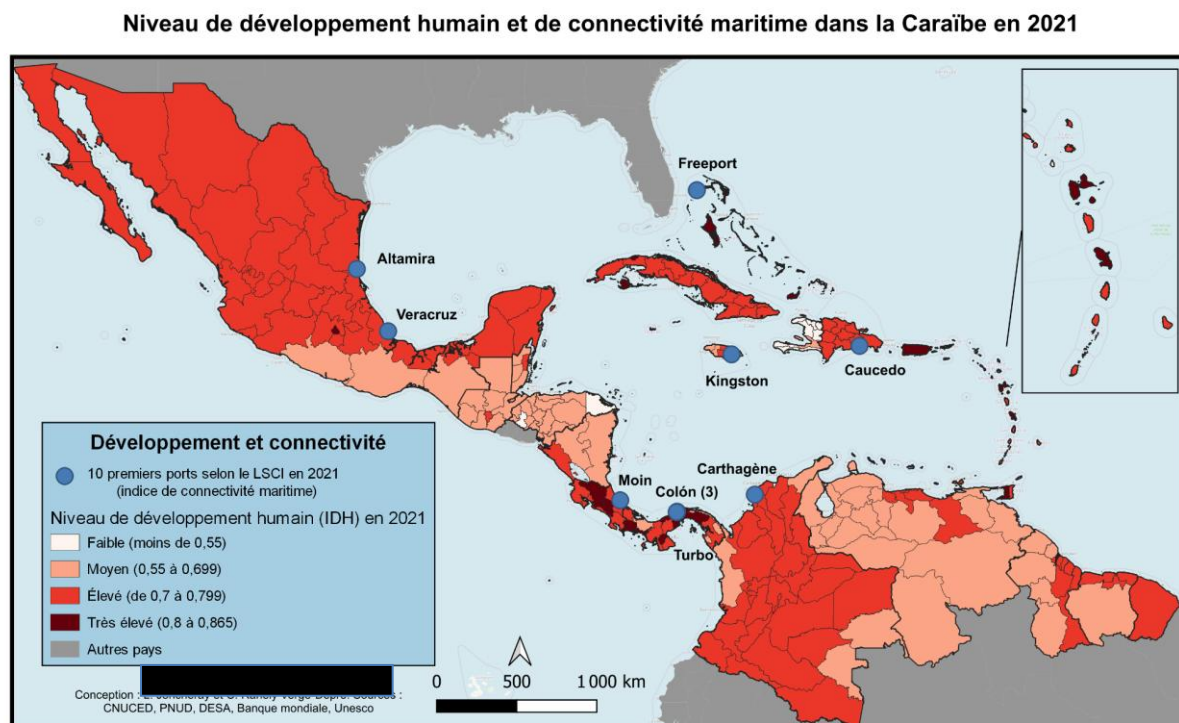 Niveau de développement humain et de connectivité maritime dans la Caraïbe en 2021
Freeport
Altamira
Veracruz
Kingston
Caucedo
Carthagène
Moin
Colón (3)
Turbo
Développement et connectivité
10 premiers ports selon le LSCI en 2021
(indice de connectivité maritime)
Niveau de développement humain (IDH) en 2021
Faible (moins de 0,55)
Moyen (0,55 à 0,699)
Élevé (de 0,7 à 0,799)
Très élevé (0,8 à 0,865)
Autres pays
0 500 1 000 km
Conception :
CNUCED, PNUD, DESA, Banque mondiale, Unesco